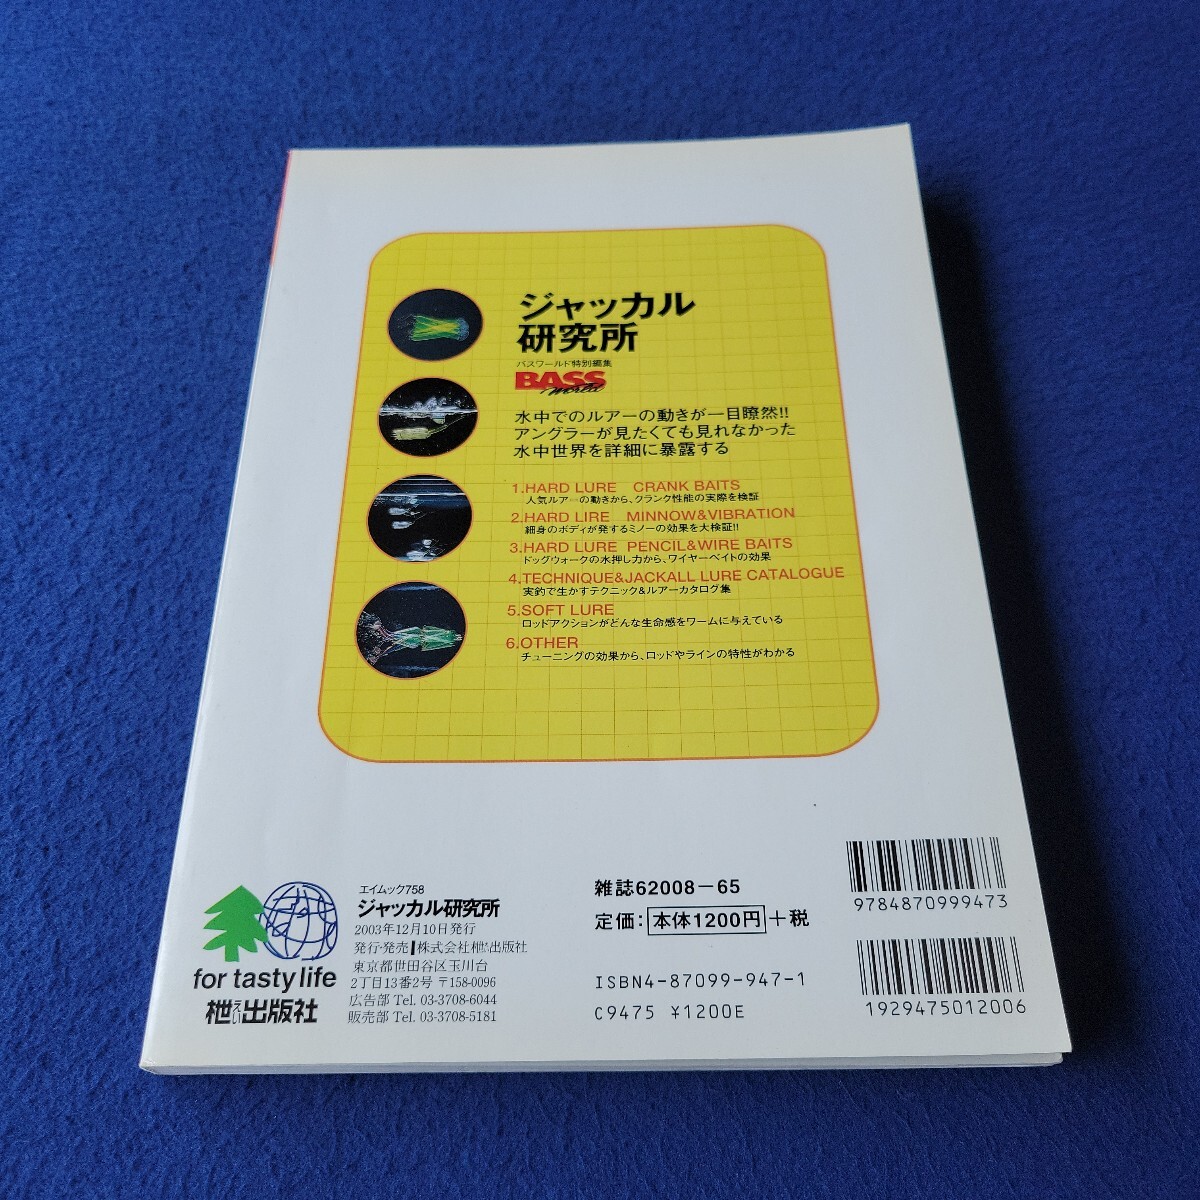 ジャッカル
研究所
バスワールド特別編集
BASS
world
水中でのルアーの動きが一目瞭然!!
アングラーが見たくても見れなかった
水中世界を詳細に暴露する
1.HARD LURE CRANK BAITS
人気ルアーの動きから、クランク性能の実際を検証
2.HARD LIRE MINNOW&VIBRATION
細身のボディが発するミノーの効果を大検証!!
3.HARD LURE PENCIL&WIRE BAITS
ドッグウォークの水押し力から、ワイヤーベイトの効果
4.TECHNIQUE&JACKALL LURE CATALOGUE
実釣で生かすテクニック&ルアーカタログ集
5.SOFT LURE
ロッドアクションがどんな生命感をワームに与えている
6.OTHER
チューニングの効果から、ロッドやラインの特性がわかる
for tasty life
枻出版社
えい
エイムック758
ジャッカル研究所
2003年12月10日発行
発行・発売 株式会社枻出版社
東京都世田谷区玉川台
2丁目13番2号 〒158-0096
広告部 Tel. 03-3708-6044
販売部 Tel. 03-3708-5181
雑誌62008-65
定価:本体1200円+税
ISBN4-87099-947-1
C9475 ¥1200E
9784870999473
1929475012006